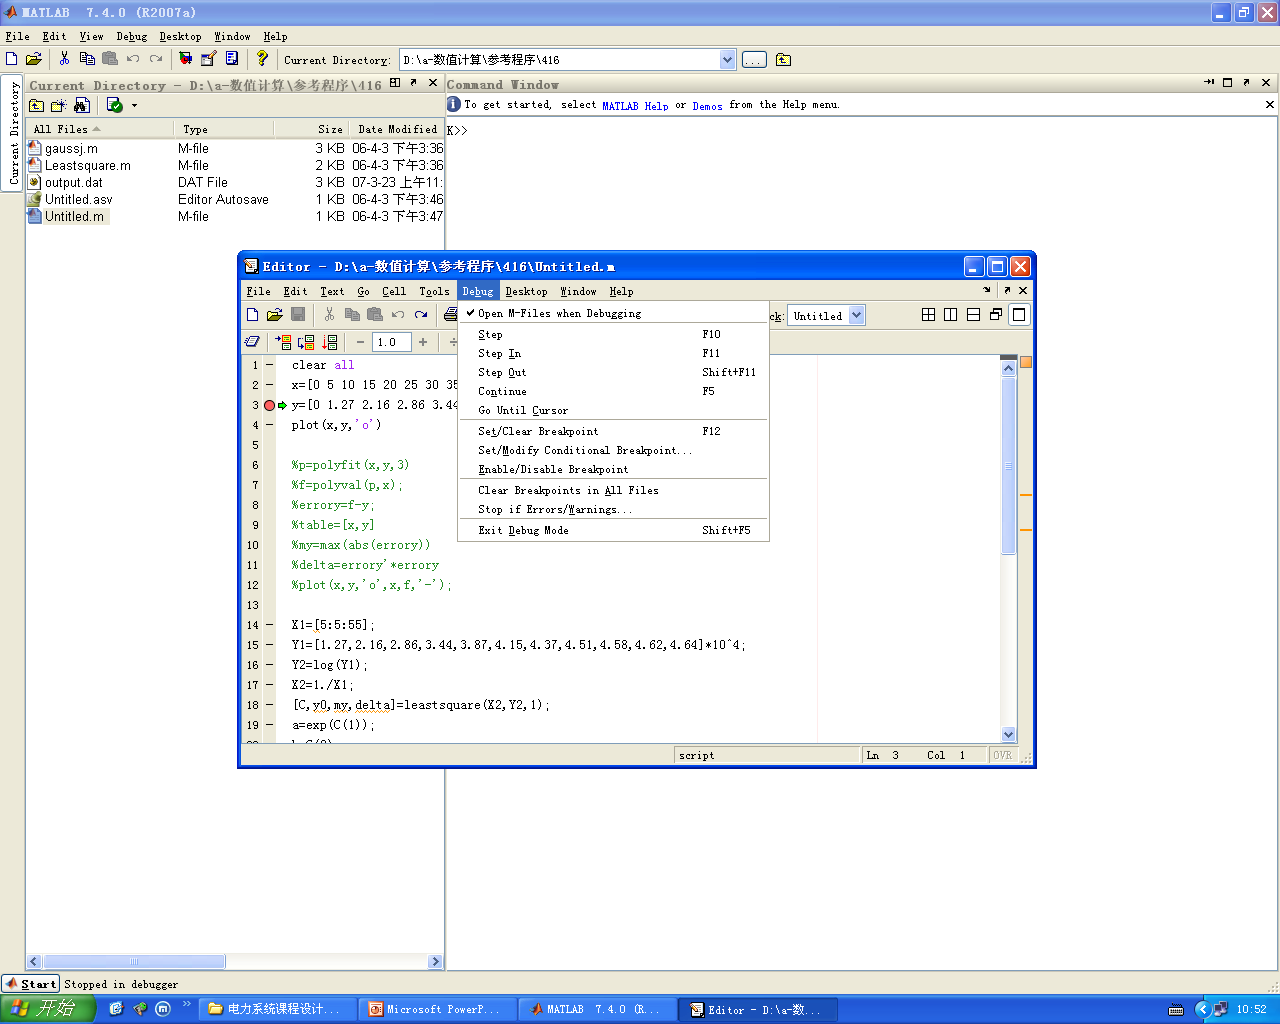 MATLAB 7.4.0 (R2007a)
File Edit View Debug Desktop Window Help
Current Directory: D:\a-数值计算\参考程序\416 ...
Current Directory
Current Directory - D:\a-数值计算\参考程序\416
Command Window
To get started, select MATLAB Help or Demos from the Help menu.
K>>
All Files Type Size Date Modified
gaussj.m M-file 3 KB 06-4-3 下午3:36
Leastsquare.m M-file 2 KB 06-4-3 下午3:36
output.dat DAT File 3 KB 07-3-23 上午11:
Untitled.asv Editor Autosave 1 KB 06-4-3 下午3:46
Untitled.m M-file 1 KB 06-4-3 下午3:47
Editor - D:\a-数值计算\参考程序\416\Untitled.m
File Edit Text Go Cell Tools Debug Desktop Window Help
ck: Untitled
1.0
Open M-Files when Debugging
Step F10
Step In F11
Step Out Shift+F11
Continue F5
Go Until Cursor
Set/Clear Breakpoint F12
Set/Modify Conditional Breakpoint...
Enable/Disable Breakpoint
Clear Breakpoints in All Files
Stop if Errors/Warnings...
Exit Debug Mode Shift+F5
1 clear all
2 x=[0 5 10 15 20 25 30 35
3 y=[0 1.27 2.16 2.86 3.44
4 plot(x,y,'o')
5
6 %p=polyfit(x,y,3)
7 %f=polyval(p,x);
8 %errory=f-y;
9 %table=[x,y]
10 %my=max(abs(errory))
11 %delta=errory'*errory
12 %plot(x,y,'o',x,f,'-');
13
14 X1=[5:5:55];
15 Y1=[1.27,2.16,2.86,3.44,3.87,4.15,4.37,4.51,4.58,4.62,4.64]*10^4;
16 Y2=log(Y1);
17 X2=1./X1;
18 [C,y0,my,delta]=leastsquare(X2,Y2,1);
19 a=exp(C(1));
script Ln 3 Col 1 OVR
Start Stopped in debugger
开始 电力系统课程设计... Microsoft PowerP... MATLAB 7.4.0 (R... Editor - D:\a-数... 10:52